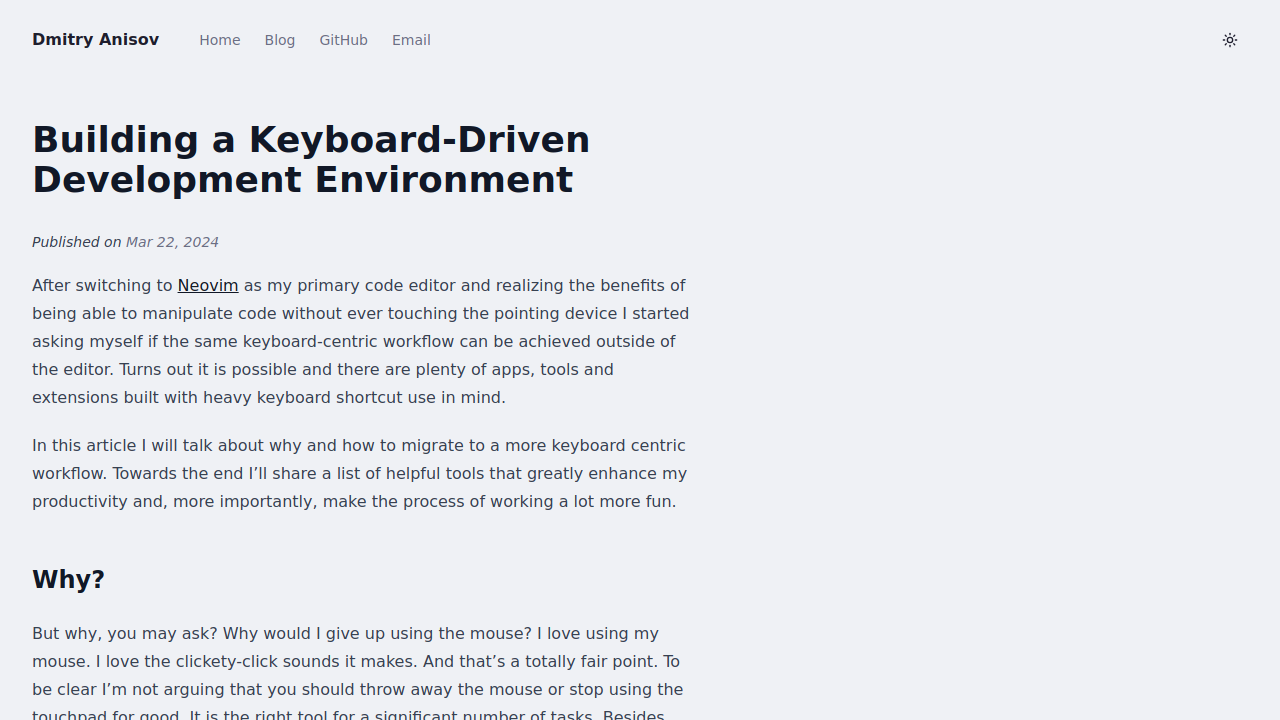 Dmitry Anisov
Home
Blog
GitHub
Email
Building a Keyboard-Driven
Development Environment
Published on Mar 22, 2024
After switching to Neovim as my primary code editor and realizing the benefits of
being able to manipulate code without ever touching the pointing device I started
asking myself if the same keyboard-centric workflow can be achieved outside of
the editor. Turns out it is possible and there are plenty of apps, tools and
extensions built with heavy keyboard shortcut use in mind.
In this article I will talk about why and how to migrate to a more keyboard centric
workflow. Towards the end I’ll share a list of helpful tools that greatly enhance my
productivity and, more importantly, make the process of working a lot more fun.
Why?
But why, you may ask? Why would I give up using the mouse? I love using my
mouse. I love the clickety-click sounds it makes. And that’s a totally fair point. To
be clear I’m not arguing that you should throw away the mouse or stop using the
touchpad for good. It is the right tool for a significant number of tasks. Besides